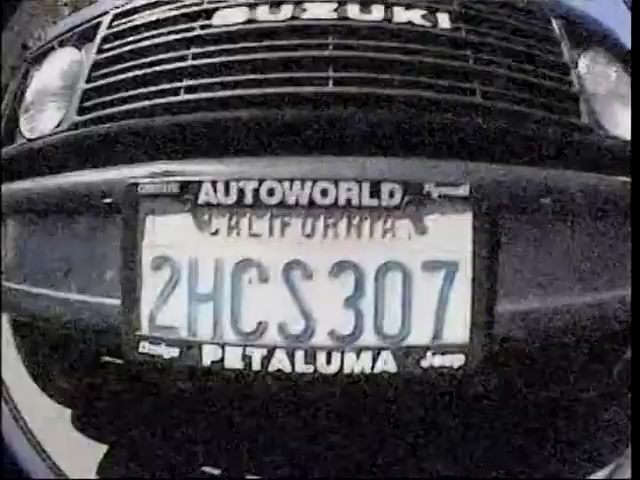 SUZUKI
AUTOWORLD
CALIFORNIA
2HCS307
Dodge PETALUMA Jeep